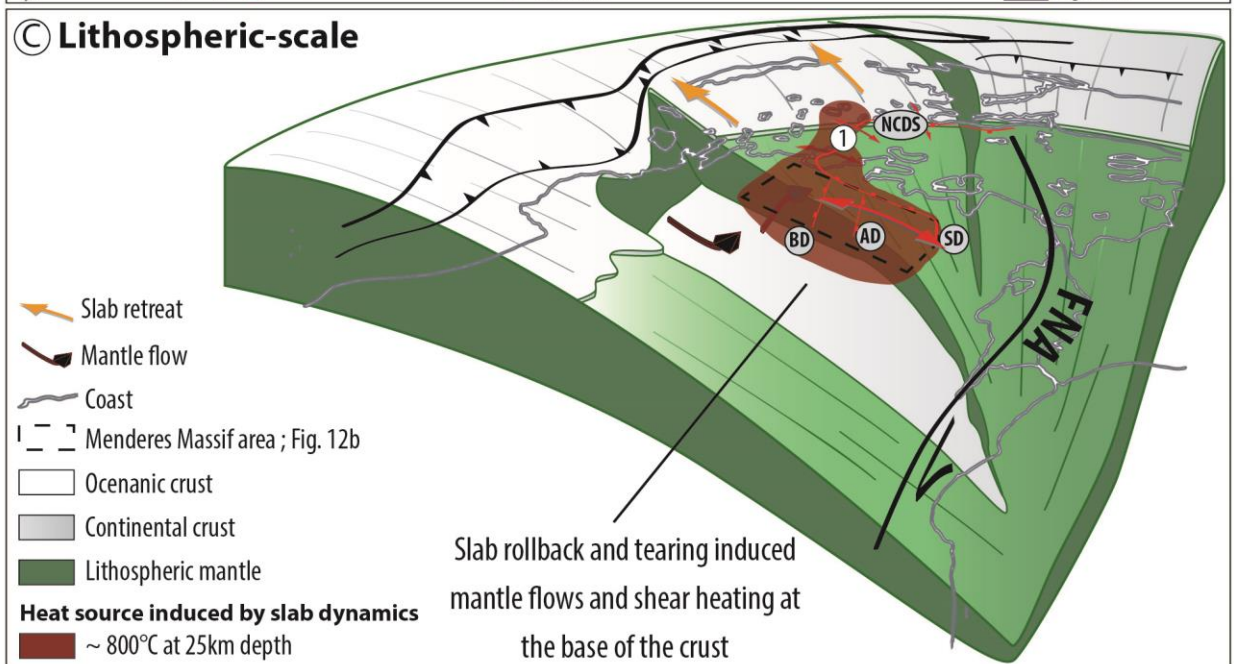 Ⓒ Lithospheric-scale
NCDS
1
BD
AD
SD
FNA
Slab retreat
Mantle flow
Coast
Menderes Massif area ; Fig. 12b
Ocenanic crust
Continental crust
Lithospheric mantle
Heat source induced by slab dynamics
~ 800°C at 25km depth
Slab rollback and tearing induced
mantle flows and shear heating at
the base of the crust